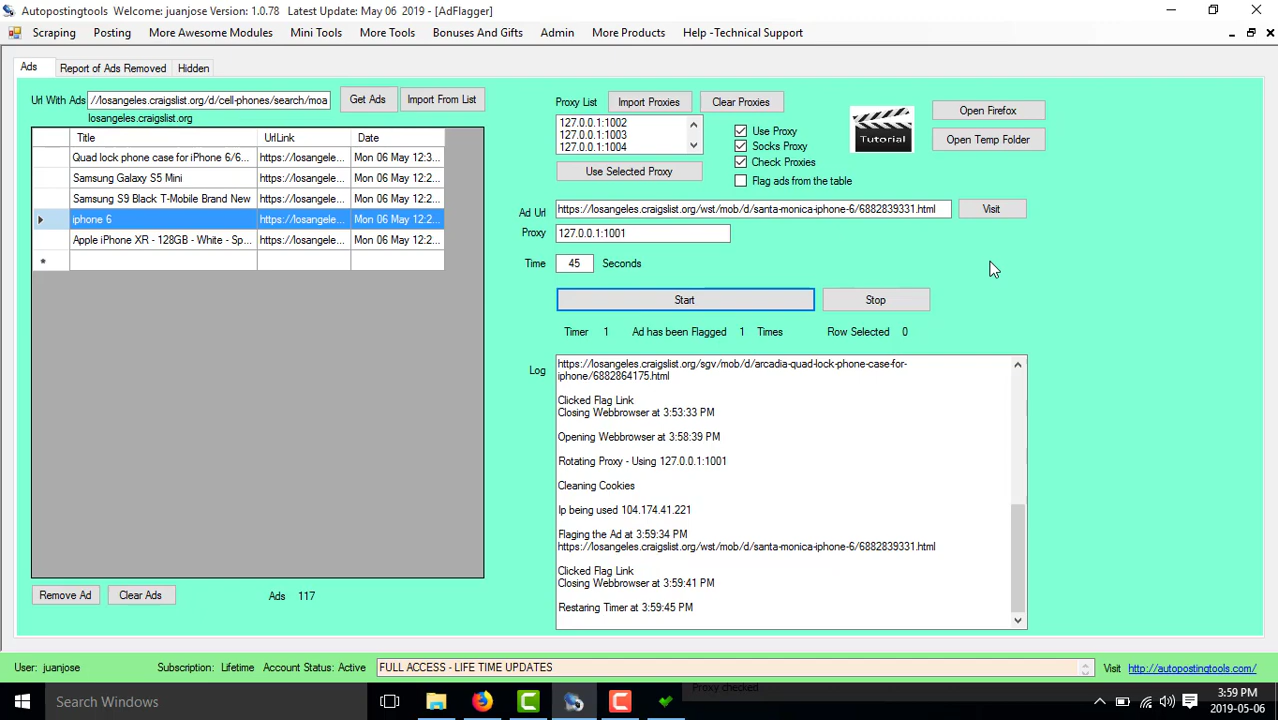 Autopostingtools - Welcome: juanjose Version: 1.0.78 Latest Update: May 06 2019 - [AdFlagger]
Scraping Posting More Awesome Modules Mini Tools More Tools Bonuses And Gifts Admin More Products Help -Technical Support
Ads Report of Ads Removed Hidden
Url With Ads //losangeles.craigslist.org/d/cell-phones/search/moa Get Ads Import From List
losangeles.craigslist.org
Title UrlLink Date
Quad lock phone case for iPhone 6/6... https://losangele... Mon 06 May 12:3...
Samsung Galaxy S5 Mini https://losangele... Mon 06 May 12:2...
Samsung S9 Black T-Mobile Brand New https://losangele... Mon 06 May 12:2...
iphone 6 https://losangele... Mon 06 May 12:2...
Apple iPhone XR - 128GB - White - Sp... https://losangele... Mon 06 May 12:2...
*
Remove Ad Clear Ads Ads 117
Proxy List Import Proxies Clear Proxies
127.0.0.1:1002
127.0.0.1:1003
127.0.0.1:1004
Use Selected Proxy
Use Proxy
Socks Proxy
Check Proxies
Flag ads from the table
Tutorial
Open Firefox
Open Temp Folder
Ad Url https://losangeles.craigslist.org/wst/mob/d/santa-monica-iphone-6/6882839331.html Visit
Proxy 127.0.0.1:1001
Time 45 Seconds
Start Stop
Timer 1 Ad has been Flagged 1 Times Row Selected 0
Log
https://losangeles.craigslist.org/sgv/mob/d/arcadia-quad-lock-phone-case-for-
iphone/6882864175.html
Clicked Flag Link
Closing Webbrowser at 3:53:33 PM
Opening Webbrowser at 3:58:39 PM
Rotating Proxy - Using 127.0.0.1:1001
Cleaning Cookies
Ip being used 104.174.41.221
Flaging the Ad at 3:59:34 PM
https://losangeles.craigslist.org/wst/mob/d/santa-monica-iphone-6/6882839331.html
Clicked Flag Link
Closing Webbrowser at 3:59:41 PM
Restaring Timer at 3:59:45 PM
User: juanjose Subscription: Lifetime Account Status: Active FULL ACCESS - LIFE TIME UPDATES Visit http://autopostingtools.com/
Proxy checked
Search Windows
3:59 PM
2019-05-06